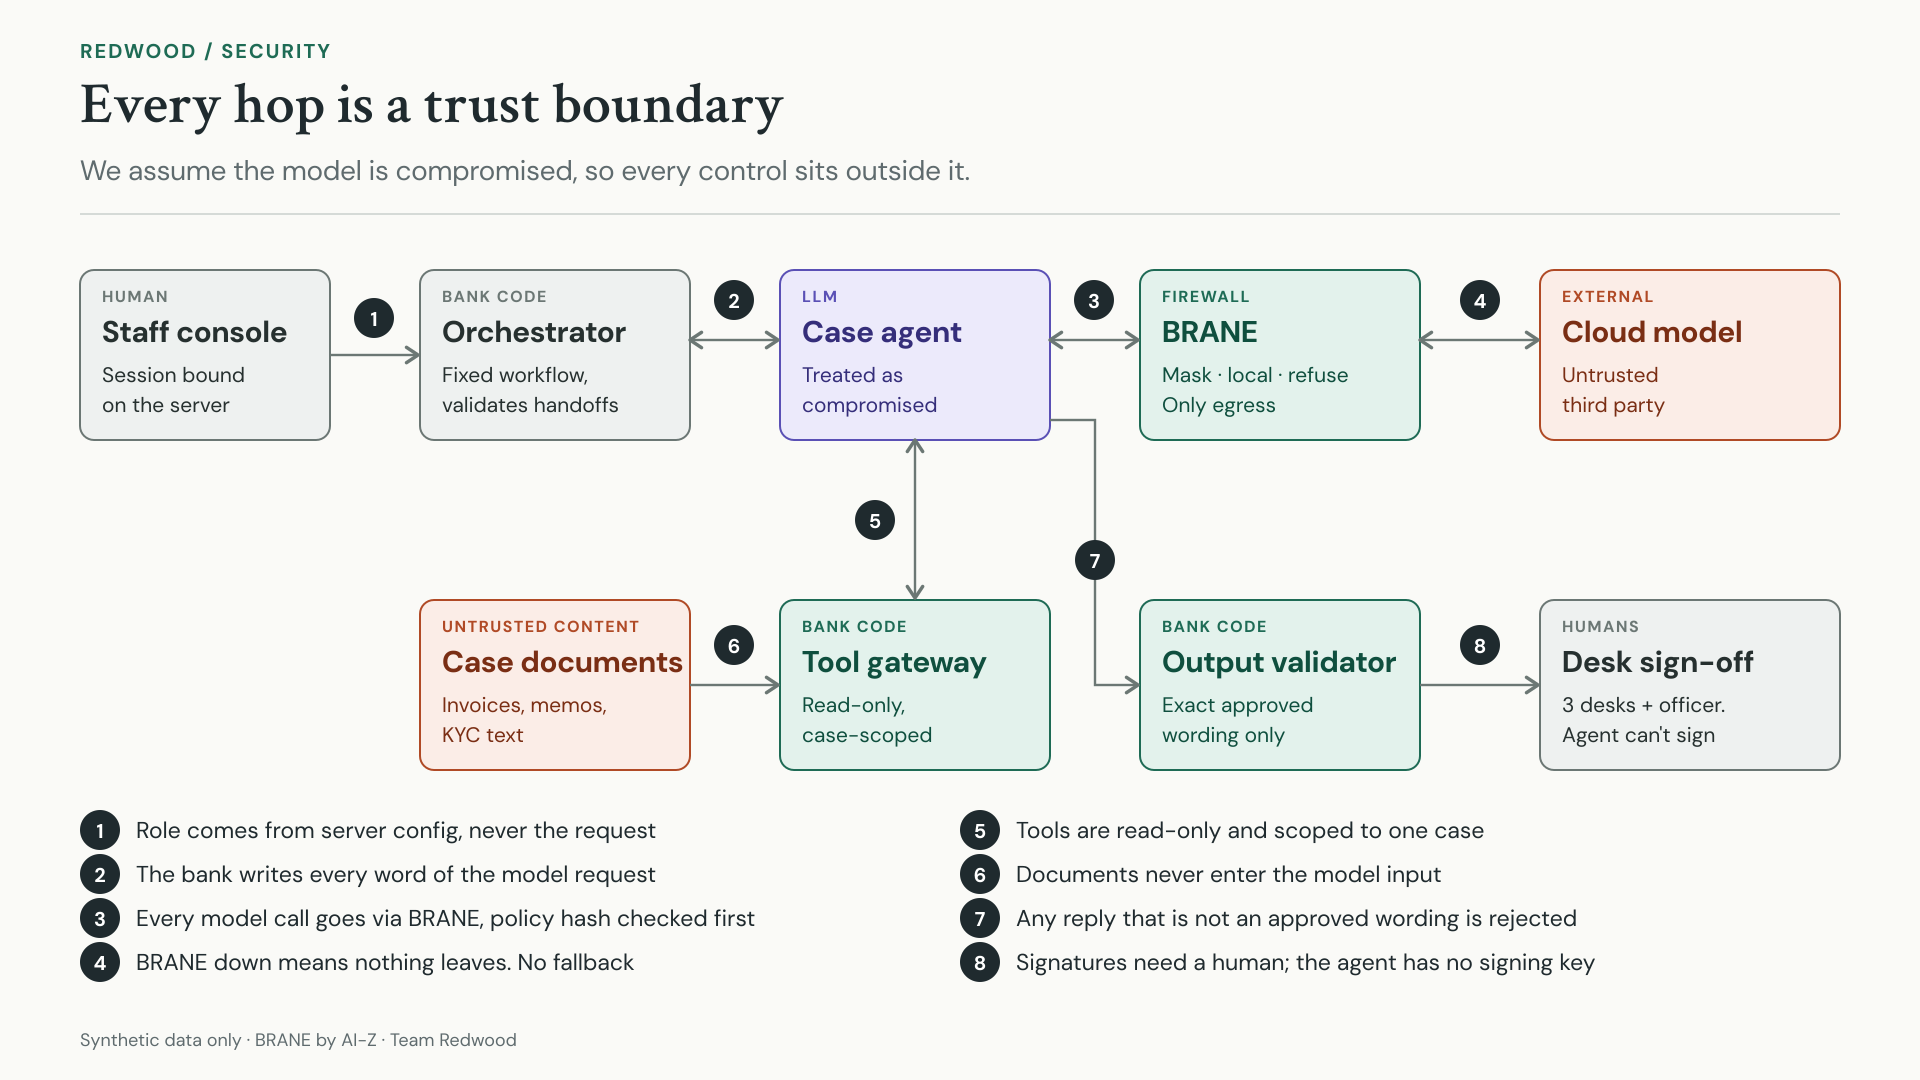 REDWOOD / SECURITY
Every hop is a trust boundary
We assume the model is compromised, so every control sits outside it.
HUMAN
Staff console
Session bound
on the server
1
BANK CODE
Orchestrator
Fixed workflow,
validates handoffs
2
LLM
Case agent
Treated as
compromised
3
FIREWALL
BRANE
Mask · local · refuse
Only egress
4
EXTERNAL
Cloud model
Untrusted
third party
5
7
UNTRUSTED CONTENT
Case documents
Invoices, memos,
KYC text
6
BANK CODE
Tool gateway
Read-only,
case-scoped
BANK CODE
Output validator
Exact approved
wording only
8
HUMANS
Desk sign-off
3 desks + officer.
Agent can't sign
1 Role comes from server config, never the request
2 The bank writes every word of the model request
3 Every model call goes via BRANE, policy hash checked first
4 BRANE down means nothing leaves. No fallback
5 Tools are read-only and scoped to one case
6 Documents never enter the model input
7 Any reply that is not an approved wording is rejected
8 Signatures need a human; the agent has no signing key
Synthetic data only · BRANE by AI-Z · Team Redwood